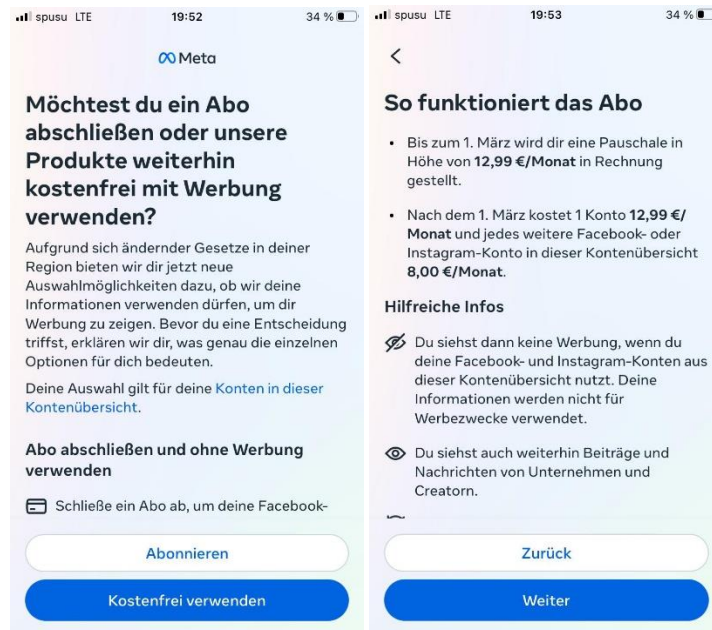 spusu LTE 19:52 34 %
Meta
Möchtest du ein Abo
abschließen oder unsere
Produkte weiterhin
kostenfrei mit Werbung
verwenden?
Aufgrund sich ändernder Gesetze in deiner
Region bieten wir dir jetzt neue
Auswahlmöglichkeiten dazu, ob wir deine
Informationen verwenden dürfen, um dir
Werbung zu zeigen. Bevor du eine Entscheidung
triffst, erklären wir dir, was genau die einzelnen
Optionen für dich bedeuten.
Deine Auswahl gilt für deine Konten in dieser
Kontenübersicht.
Abo abschließen und ohne Werbung
verwenden
Schließe ein Abo ab, um deine Facebook-
Abonnieren
Kostenfrei verwenden
spusu LTE 19:53 34 %
So funktioniert das Abo
• Bis zum 1. März wird dir eine Pauschale in
Höhe von 12,99 €/Monat in Rechnung
gestellt.
• Nach dem 1. März kostet 1 Konto 12,99 €/
Monat und jedes weitere Facebook- oder
Instagram-Konto in dieser Kontenübersicht
8,00 €/Monat.
Hilfreiche Infos
Du siehst dann keine Werbung, wenn du
deine Facebook- und Instagram-Konten aus
dieser Kontenübersicht nutzt. Deine
Informationen werden nicht für
Werbezwecke verwendet.
Du siehst auch weiterhin Beiträge und
Nachrichten von Unternehmen und
Creatorn.
Zurück
Weiter